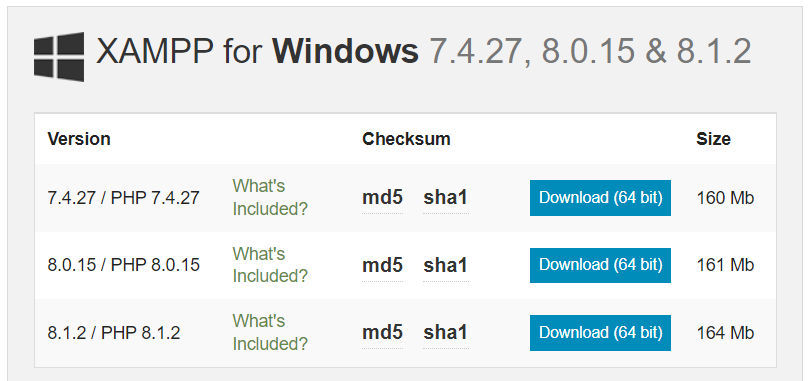 XAMPP for Windows 7.4.27, 8.0.15 & 8.1.2
Version Checksum Size
7.4.27 / PHP 7.4.27 What's Included? md5 sha1 Download (64 bit) 160 Mb
8.0.15 / PHP 8.0.15 What's Included? md5 sha1 Download (64 bit) 161 Mb
8.1.2 / PHP 8.1.2 What's Included? md5 sha1 Download (64 bit) 164 Mb